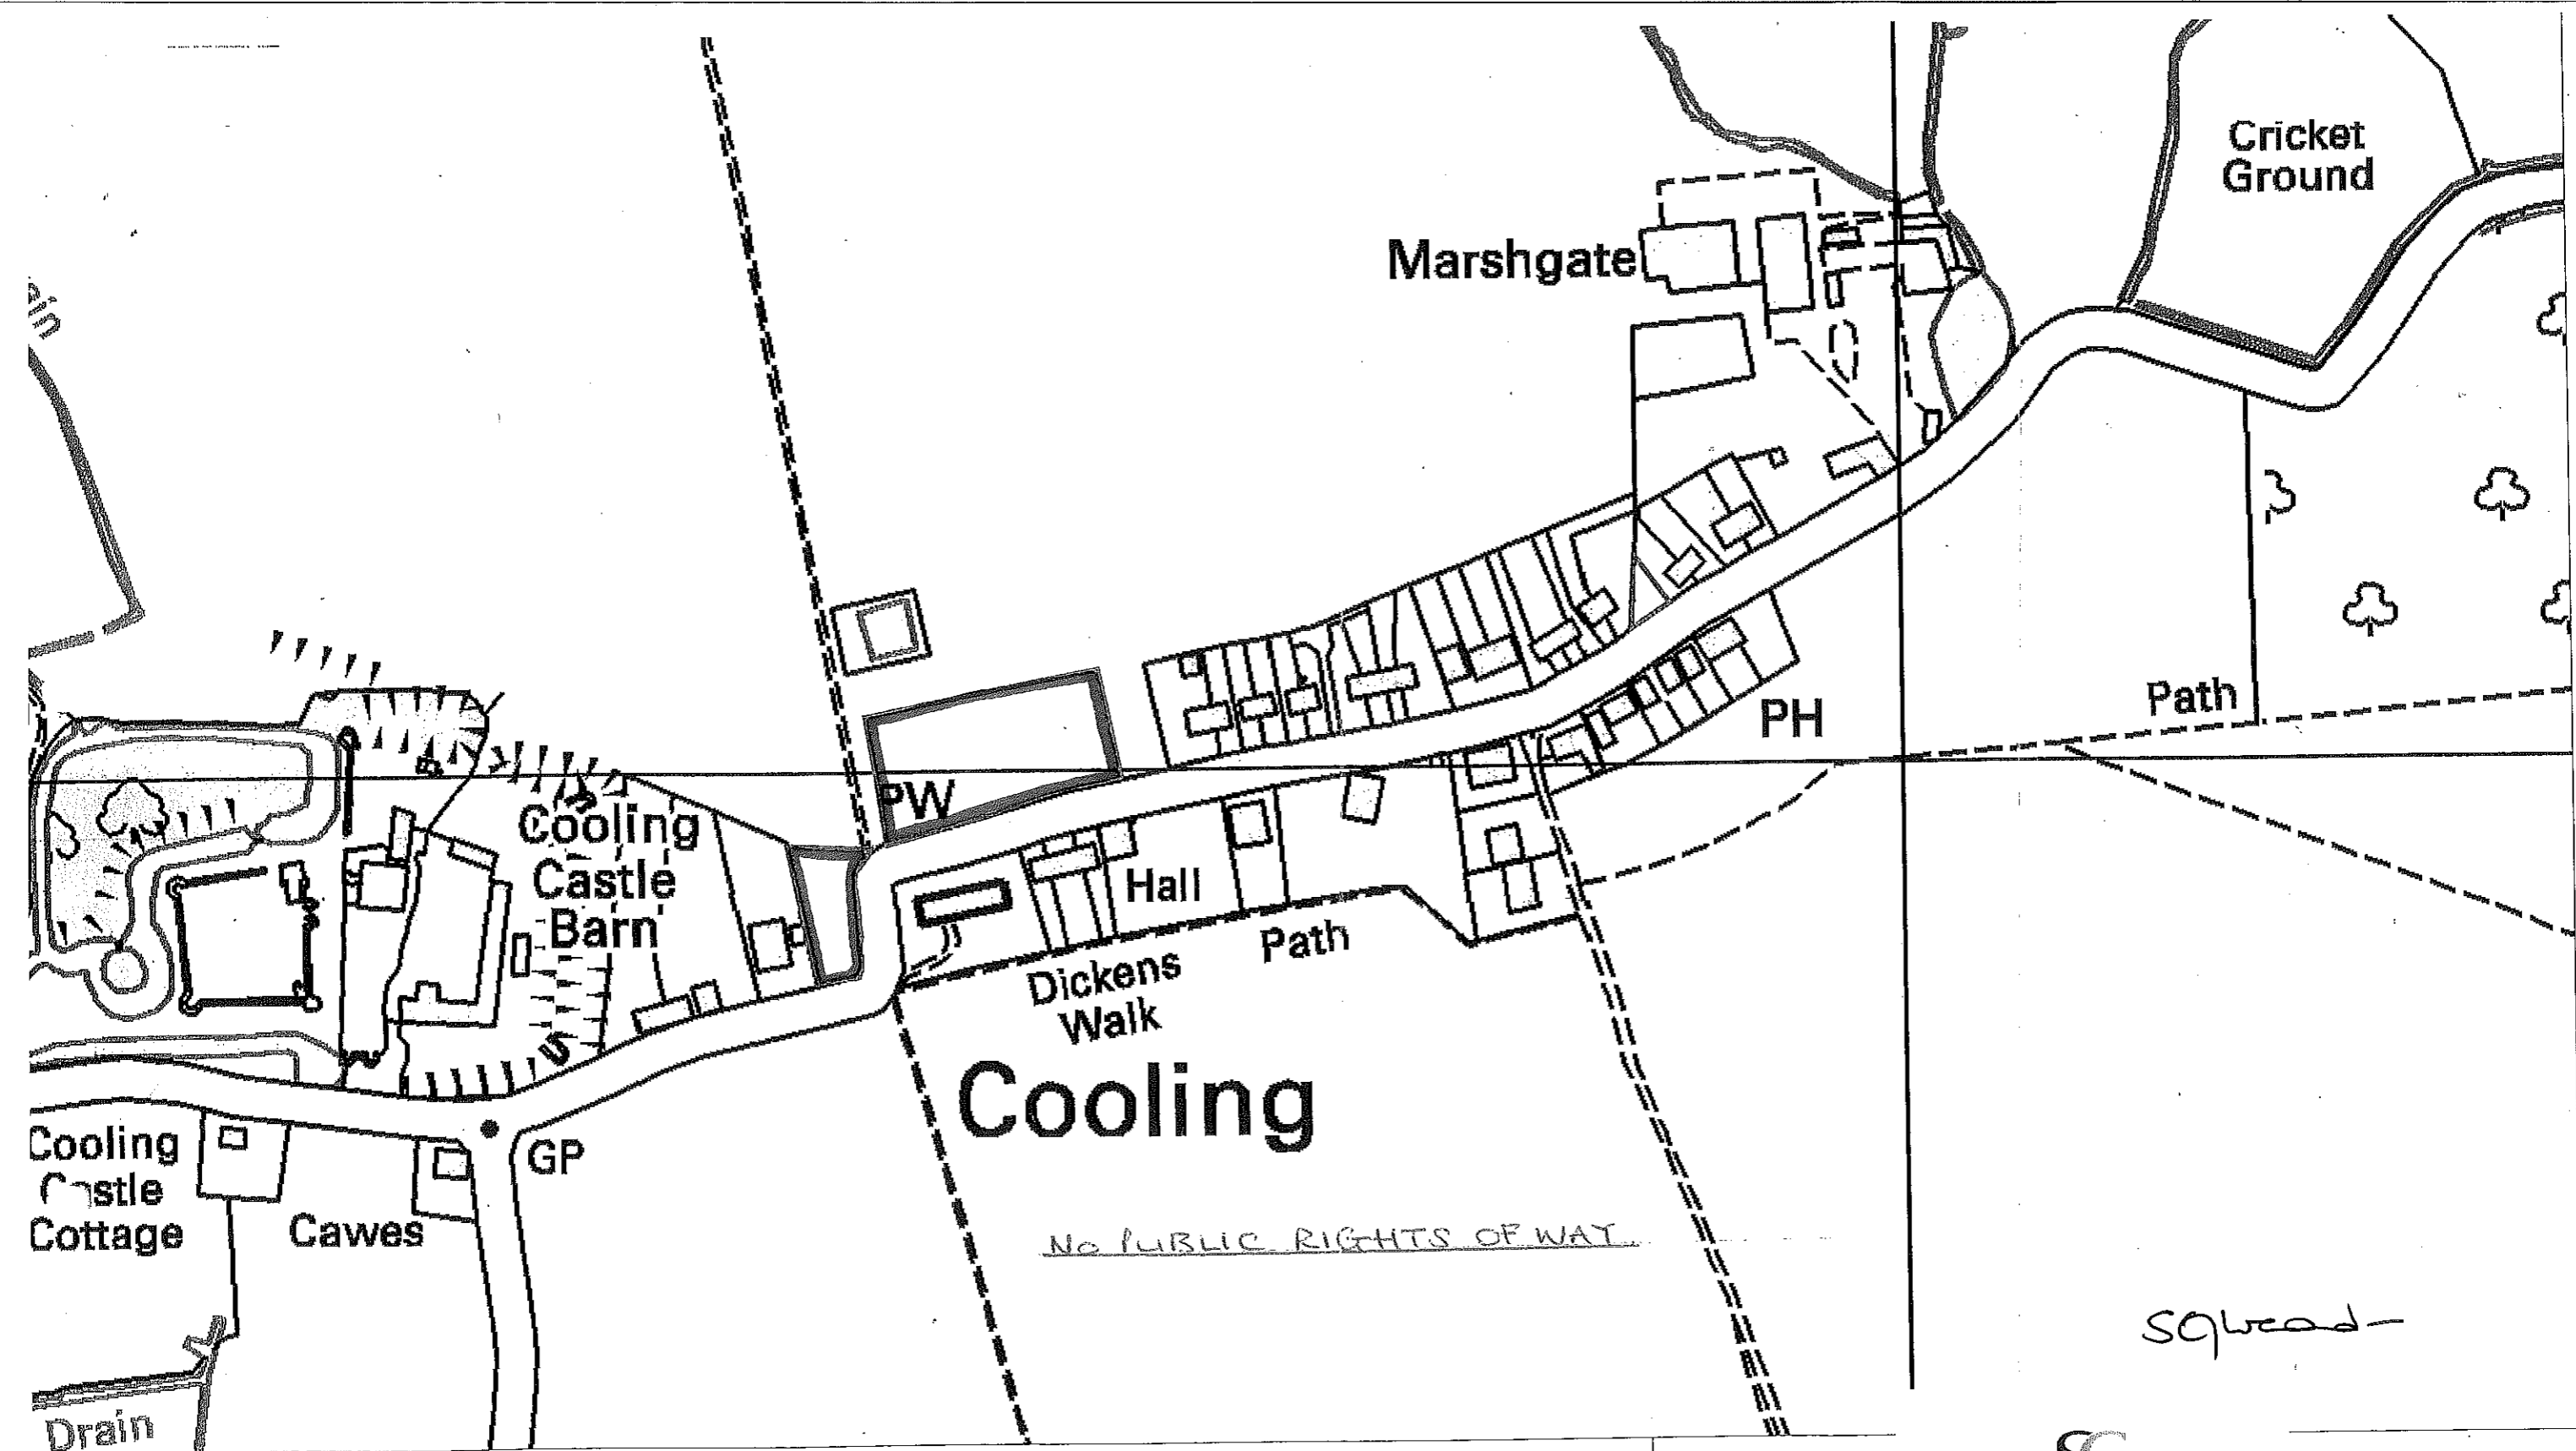 Cricket
Ground
Marshgate
Path
PH
PW
Cooling
Castle
Barn
Hall
Path
Dickens
Walk
Cooling
GP
Cooling
Cottage
Cawes
NO PUBLIC RIGHTS OF WAY
Drain